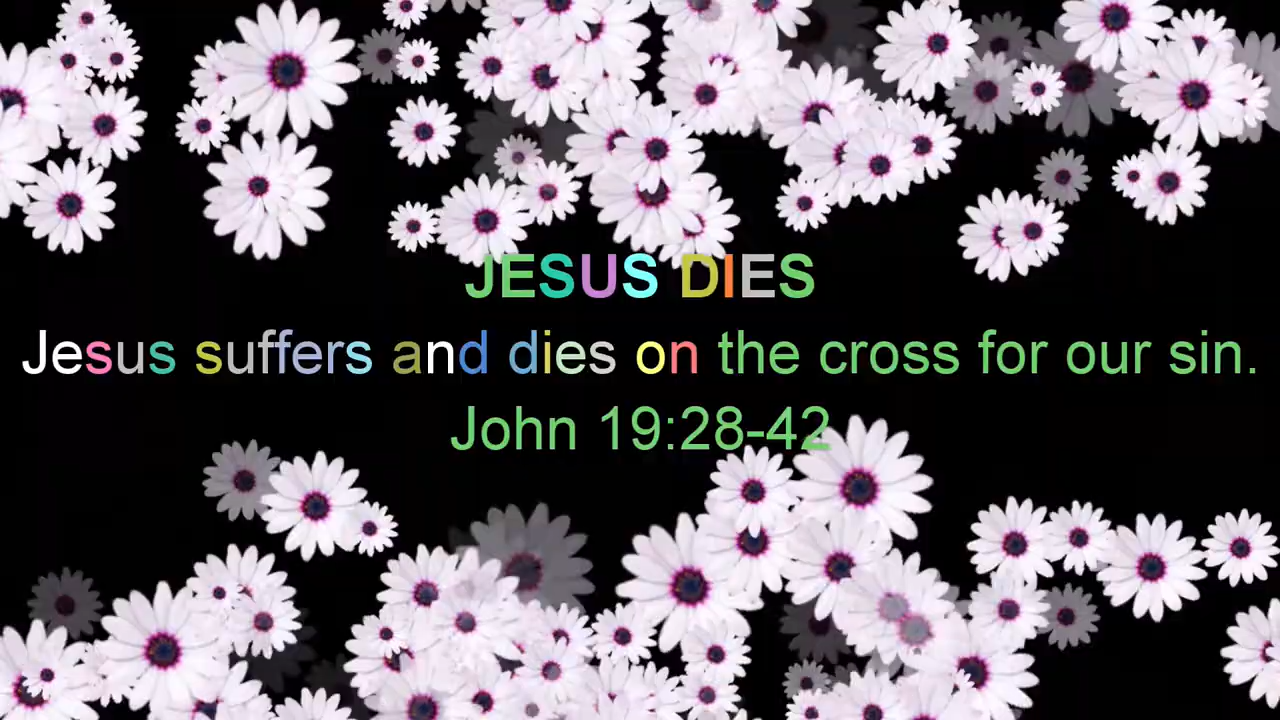 JESUS DIES
Jesus suffers and dies on the cross for our sin.
John 19:28-42